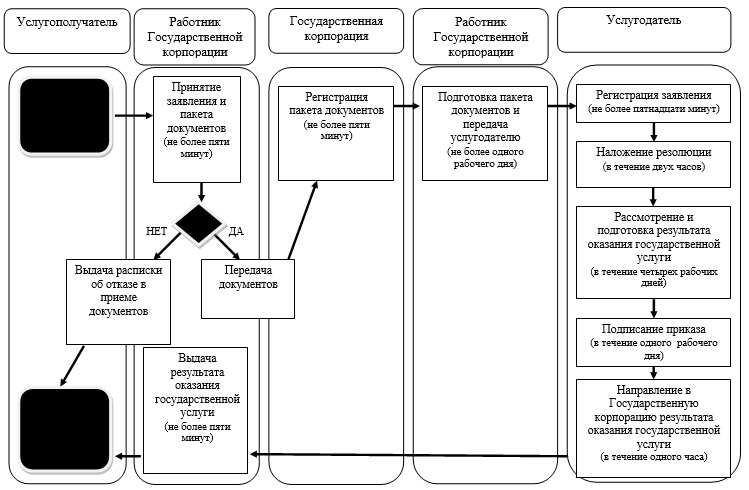 Услугополучатель
Работник
Государственной
корпорации
Государственная
корпорация
Работник
Государственной
корпорации
Услугодатель
Принятие
заявления и
пакета
документов
(не более пяти
минут)
НЕТ
ДА
Выдача расписки
об отказе в
приеме
документов
Передача
документов
Регистрация
пакета документов
(не более пяти
минут)
Подготовка пакета
документов и
передача
услугодателю
(не более одного
рабочего дня)
Регистрация заявления
(не более пятнадцати минут)
Наложение резолюции
(в течение двух часов)
Рассмотрение и
подготовка результата
оказания государственной
услуги
(в течение четырех рабочих
дней)
Подписание приказа
(в течение одного рабочего
дня)
Направление в
Государственную
корпорацию результата
оказания государственной
услуги
(в течение одного часа)
Выдача
результата
оказания
государственной
услуги
(не более пяти
минут)